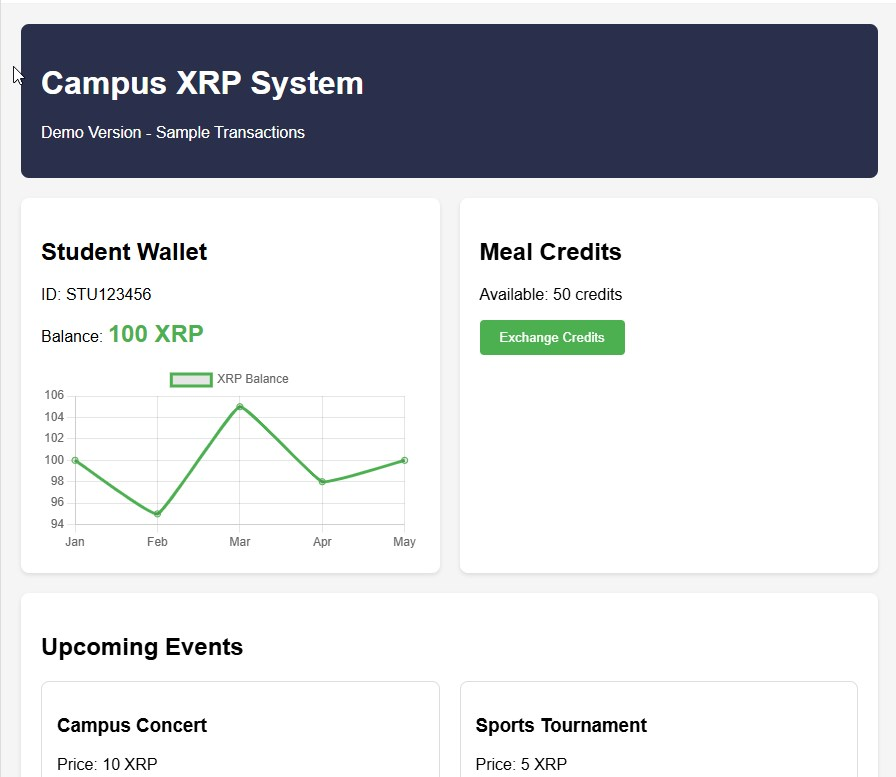 Campus XRP System
Demo Version - Sample Transactions
Student Wallet
ID: STU123456
Balance: 100 XRP
XRP Balance
106
104
102
100
98
96
94
Jan Feb Mar Apr May
Meal Credits
Available: 50 credits
Exchange Credits
Upcoming Events
Campus Concert
Price: 10 XRP
Sports Tournament
Price: 5 XRP